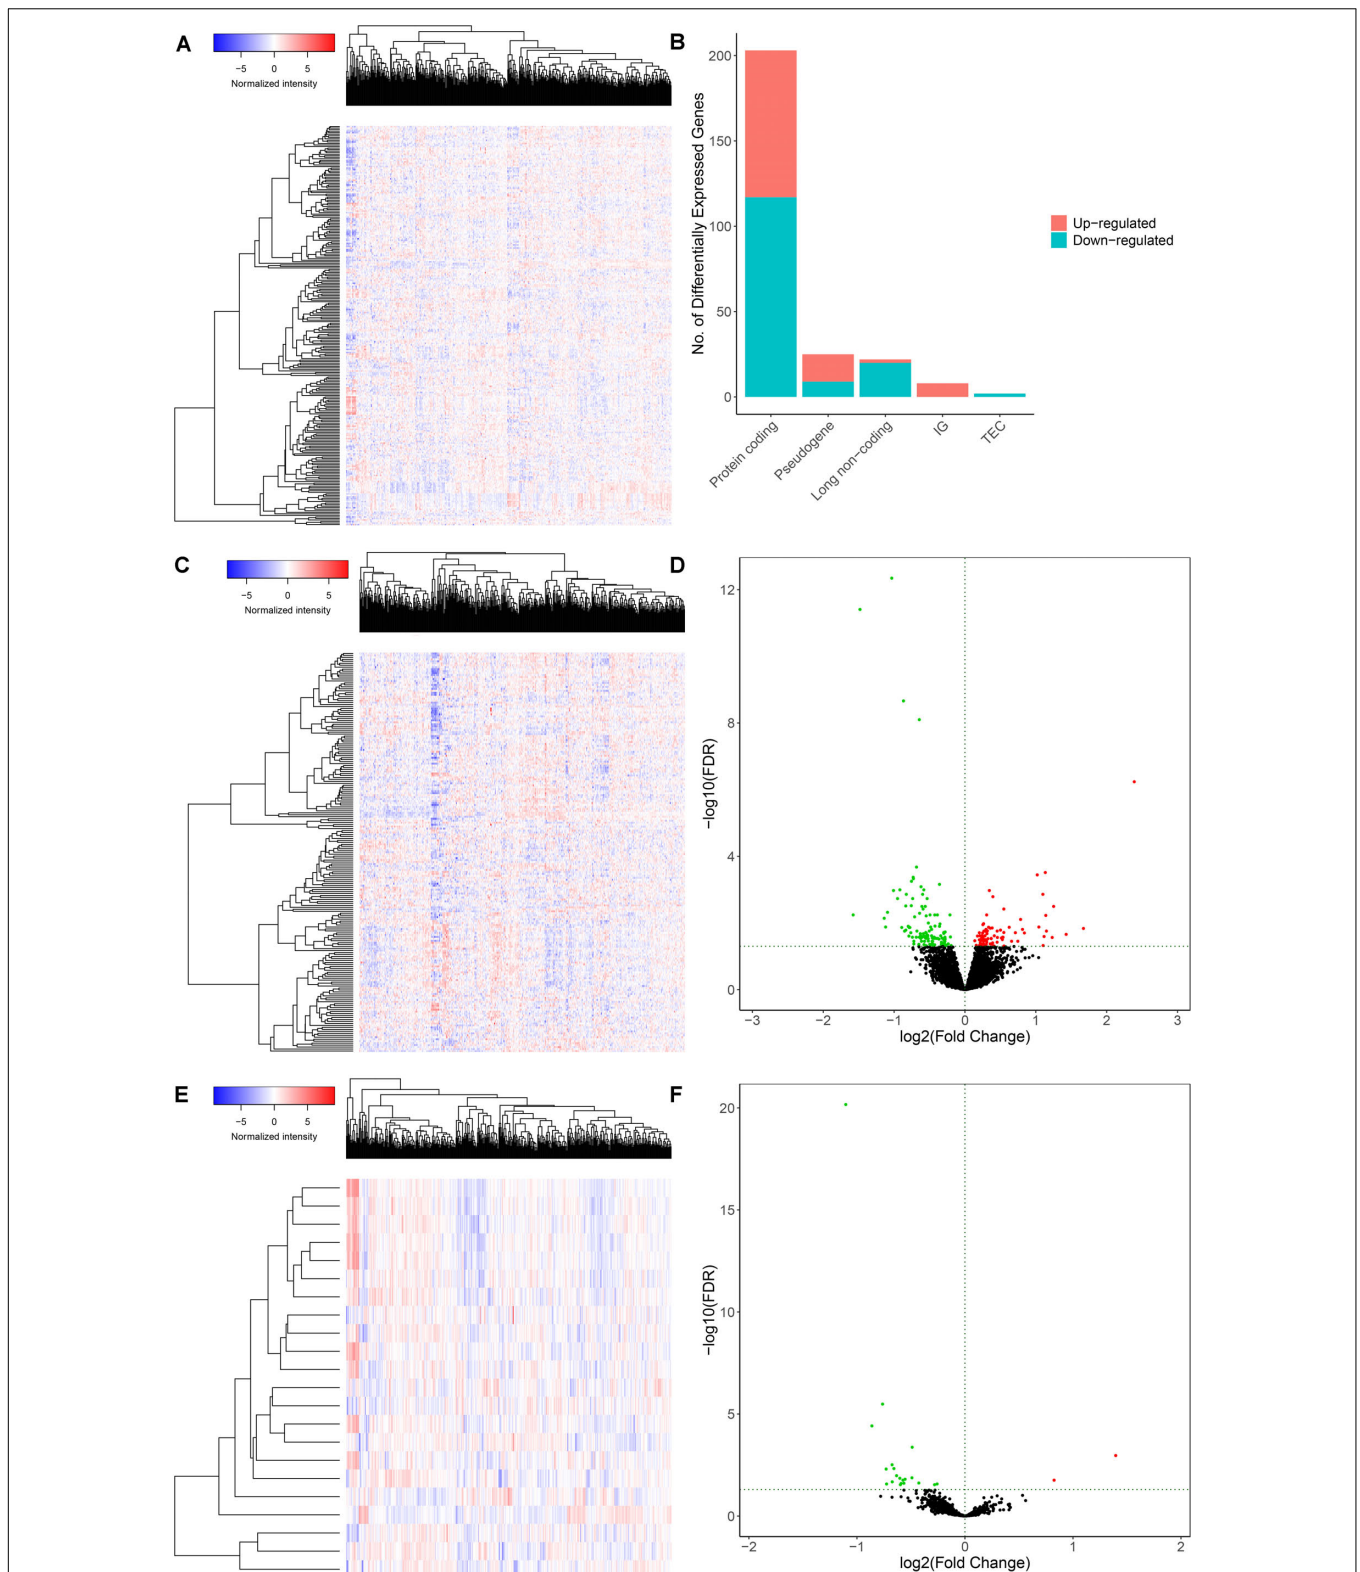 A
−5 0 5
Normalized intensity
B
No. of Differentially Expressed Genes
200
150
100
50
0
Protein coding
Pseudogene
Long non−coding
IG
TEC
Up−regulated
Down−regulated
C
−5 0 5
Normalized intensity
D
−log10(FDR)
12
8
4
0
−3 −2 −1 0 1 2 3
log2(Fold Change)
E
−5 0 5
Normalized intensity
F
−log10(FDR)
20
15
10
5
0
−2 −1 0 1 2
log2(Fold Change)